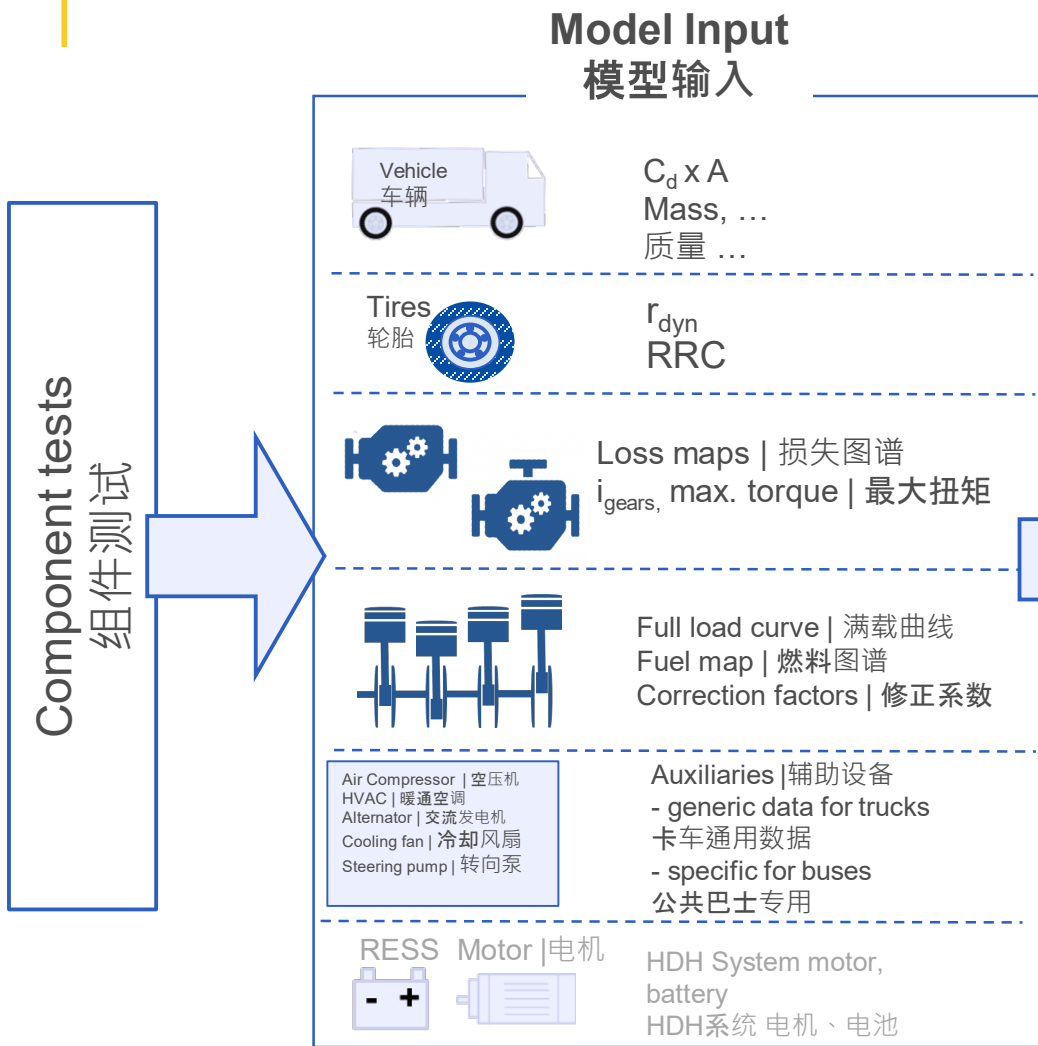 Model Input
模型输入
Component tests
组件测试
Vehicle
车辆
C_d x A
Mass, …
质量 …
Tires
轮胎
r_dyn
RRC
Loss maps | 损失图谱
i_gears, max. torque | 最大扭矩
Full load curve | 满载曲线
Fuel map | 燃料图谱
Correction factors | 修正系数
Air Compressor | 空压机
HVAC | 暖通空调
Alternator | 交流发电机
Cooling fan | 冷却风扇
Steering pump | 转向泵
Auxiliaries |辅助设备
- generic data for trucks
卡车通用数据
- specific for buses
公共巴士专用
RESS Motor |电机
- +
HDH System motor,
battery
HDH系统 电机、电池